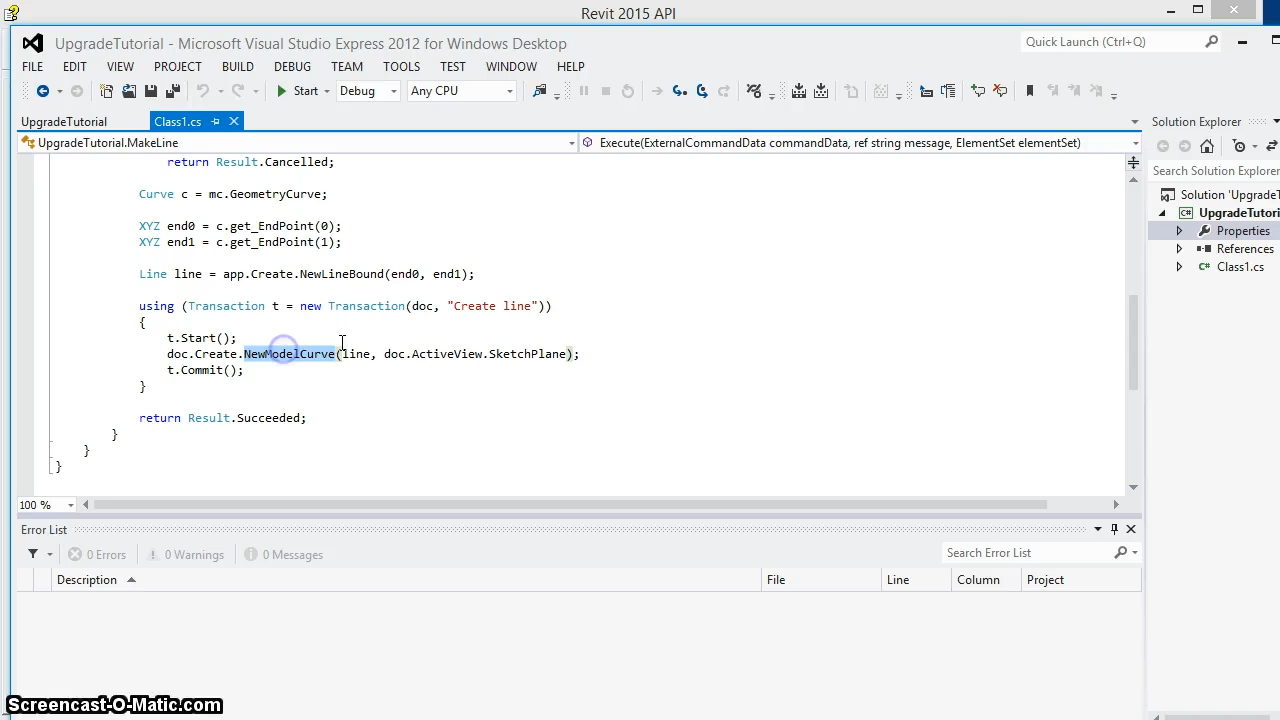 Revit 2015 API
UpgradeTutorial - Microsoft Visual Studio Express 2012 for Windows Desktop
Quick Launch (Ctrl+Q)
FILE EDIT VIEW PROJECT BUILD DEBUG TEAM TOOLS TEST WINDOW HELP
Start Debug Any CPU
UpgradeTutorial Class1.cs
Solution Explorer
UpgradeTutorial.MakeLine Execute(ExternalCommandData commandData, ref string message, ElementSet elementSet)
Search Solution Explorer
Solution 'UpgradeT
UpgradeTutori
Properties
References
C# Class1.cs
return Result.Cancelled;
Curve c = mc.GeometryCurve;
XYZ end0 = c.get_EndPoint(0);
XYZ end1 = c.get_EndPoint(1);
Line line = app.Create.NewLineBound(end0, end1);
using (Transaction t = new Transaction(doc, "Create line"))
{
t.Start();
doc.Create.NewModelCurve(line, doc.ActiveView.SketchPlane);
t.Commit();
}
return Result.Succeeded;
}
}
}
100 %
Error List
0 Errors 0 Warnings 0 Messages
Search Error List
Description File Line Column Project
Screencast-O-Matic.com